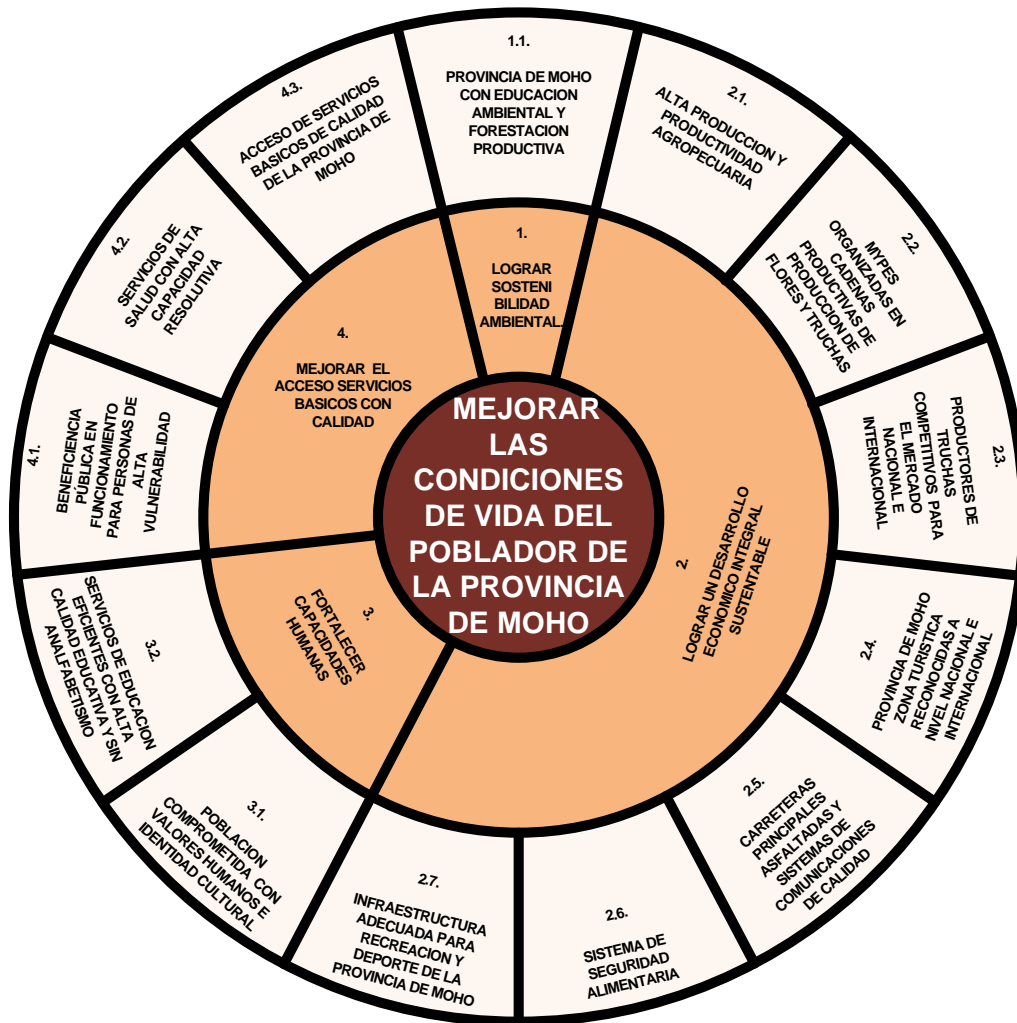 MEJORAR
LAS
CONDICIONES
DE VIDA DEL
POBLADOR DE
LA PROVINCIA
DE MOHO
1.
LOGRAR
SOSTENI
BILIDAD
AMBIENTAL.
2.
LOGRAR UN DESARROLLO
ECONOMICO INTEGRAL
SUSTENTABLE
3.
FORTALECER
CAPACIDADES
HUMANAS
4.
MEJORAR EL
ACCESO SERVICIOS
BASICOS CON
CALIDAD
1.1.
PROVINCIA DE MOHO
CON EDUCACION
AMBIENTAL Y
FORESTACION
PRODUCTIVA
2.1.
ALTA PRODUCCION Y
PRODUCTIVIDAD
AGROPECUARIA
2.2.
MYPES
ORGANIZADAS EN
CADENAS
PRODUCTIVAS DE
PRODUCCION DE
FLORES Y TRUCHAS
2.3.
PRODUCTORES DE
TRUCHAS
COMPETITIVOS PARA
EL MERCADO
NACIONAL E
INTERNACIONAL
2.4.
PROVINCIA DE MOHO
ZONA TURISTICA
RECONOCIDAS A
NIVEL NACIONAL E
INTERNACIONAL
2.5.
CARRETERAS
PRINCIPALES
ASFALTADAS Y
SISTEMAS DE
COMUNICACIONES
DE CALIDAD
2.6.
SISTEMA DE
SEGURIDAD
ALIMENTARIA
2.7.
INFRAESTRUCTURA
ADECUADA PARA
RECREACION Y
DEPORTE DE LA
PROVINCIA DE MOHO
3.1.
POBLACION
COMPROMETIDA CON
VALORES HUMANOS E
IDENTIDAD CULTURAL
3.2.
SERVICIOS DE EDUCACION
EFICIENTES CON ALTA
CALIDAD EDUCATIVA Y SIN
ANALFABETISMO
4.1.
BENEFICIENCIA
PÚBLICA EN
FUNCIONAMIENTO
PARA PERSONAS DE
ALTA
VULNERABILIDAD
4.2.
SERVICIOS DE
SALUD CON ALTA
CAPACIDAD
RESOLUTIVA
4.3.
ACCESO DE SERVICIOS
BASICOS DE CALIDAD
DE LA PROVINCIA DE
MOHO